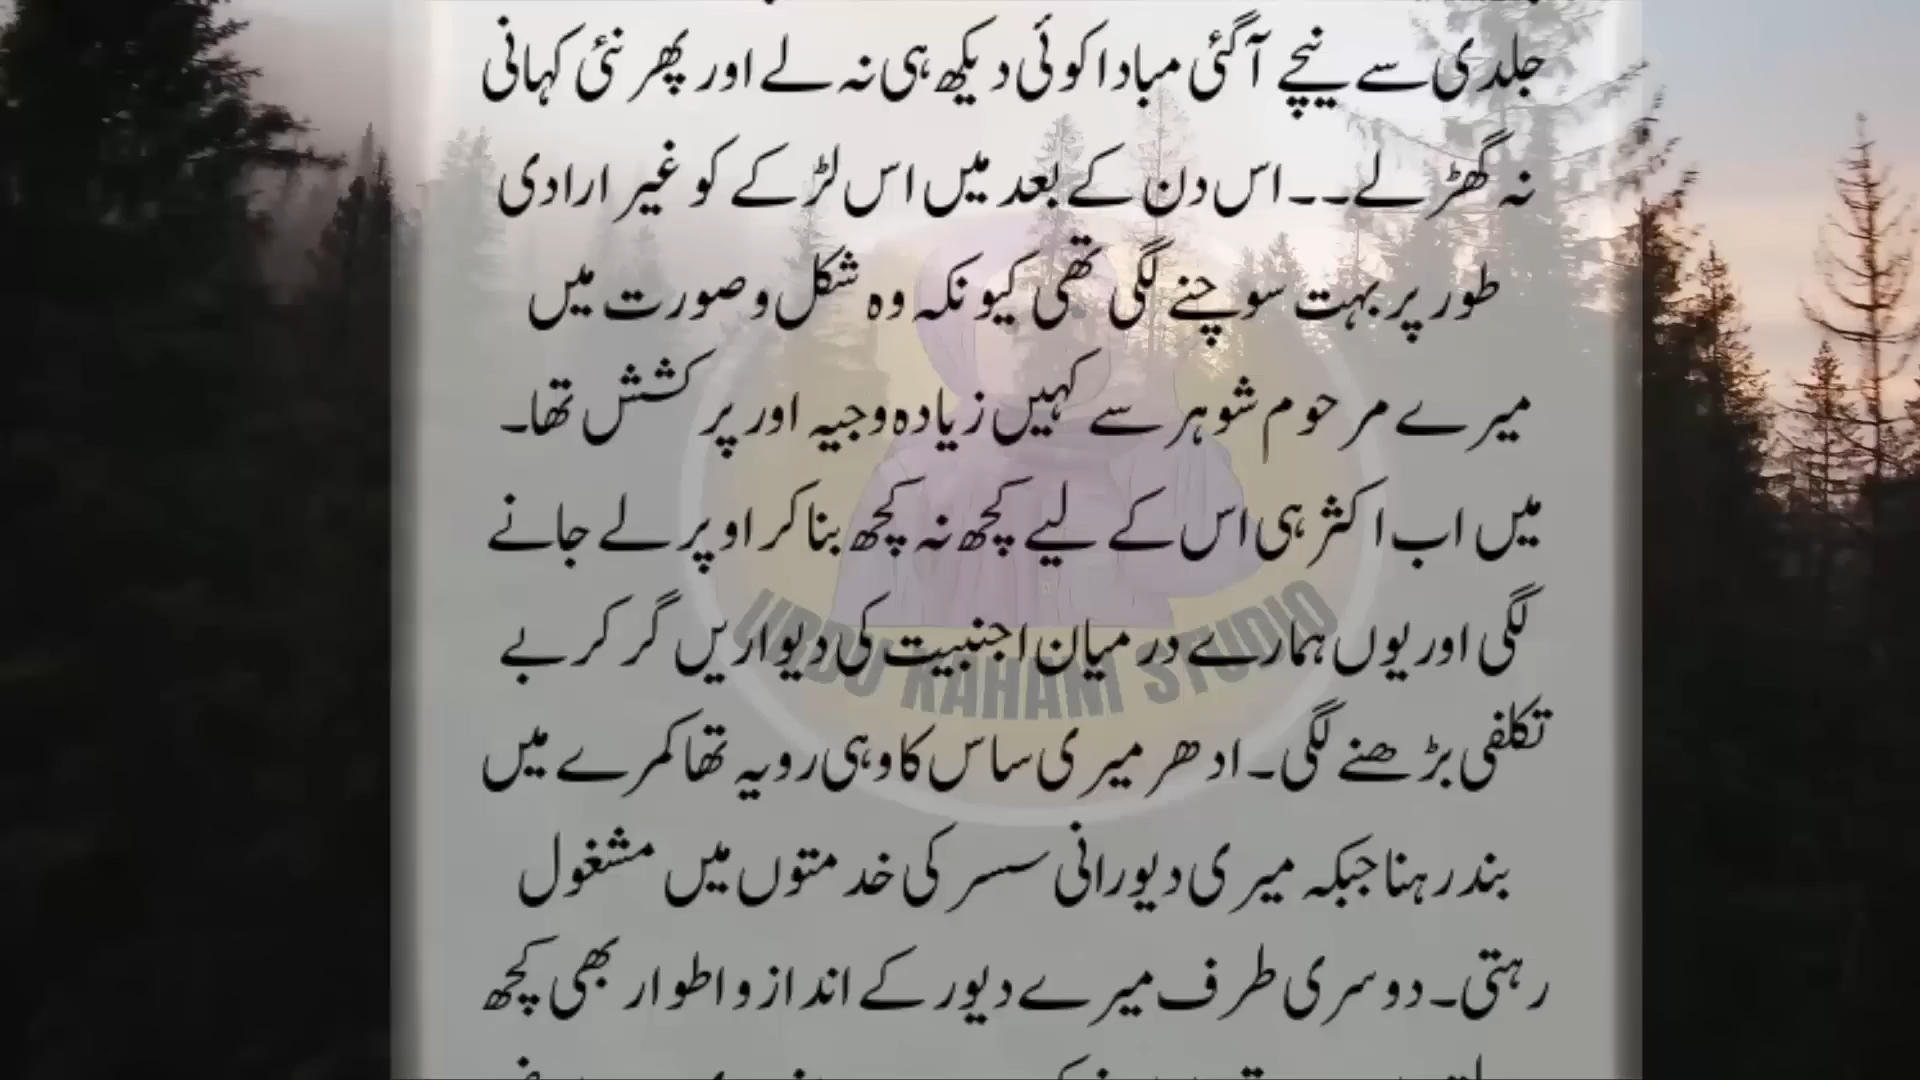 جلدی سے نیچے آگئی مبادا کوئی دیکھ ہی نہ لے اور پھر نئی کہانی
نہ گھڑ لے۔۔اس دن کے بعد میں اس لڑکے کو غیر ارادی
طور پر بہت سوچنے لگی تھی کیونکہ وہ شکل و صورت میں
میرے مرحوم شوہر سے کہیں زیادہ وجیہ اور پر کشش تھا۔
میں اب اکثر ہی اس کے لیے کچھ نہ کچھ بنا کر اوپر لے جانے
لگی اور یوں ہمارے درمیان اجنبیت کی دیواریں گر کر بے
تکلفی بڑھنے لگی۔ ادھر میری ساس کا وہی رویہ تھا کمرے میں
بند رہنا جبکہ میری دیورانی سسر کی خدمتوں میں مشغول
رہتی۔ دوسری طرف میرے دیور کے انداز و اطوار بھی کچھ
URDU KAHANI STUDIO